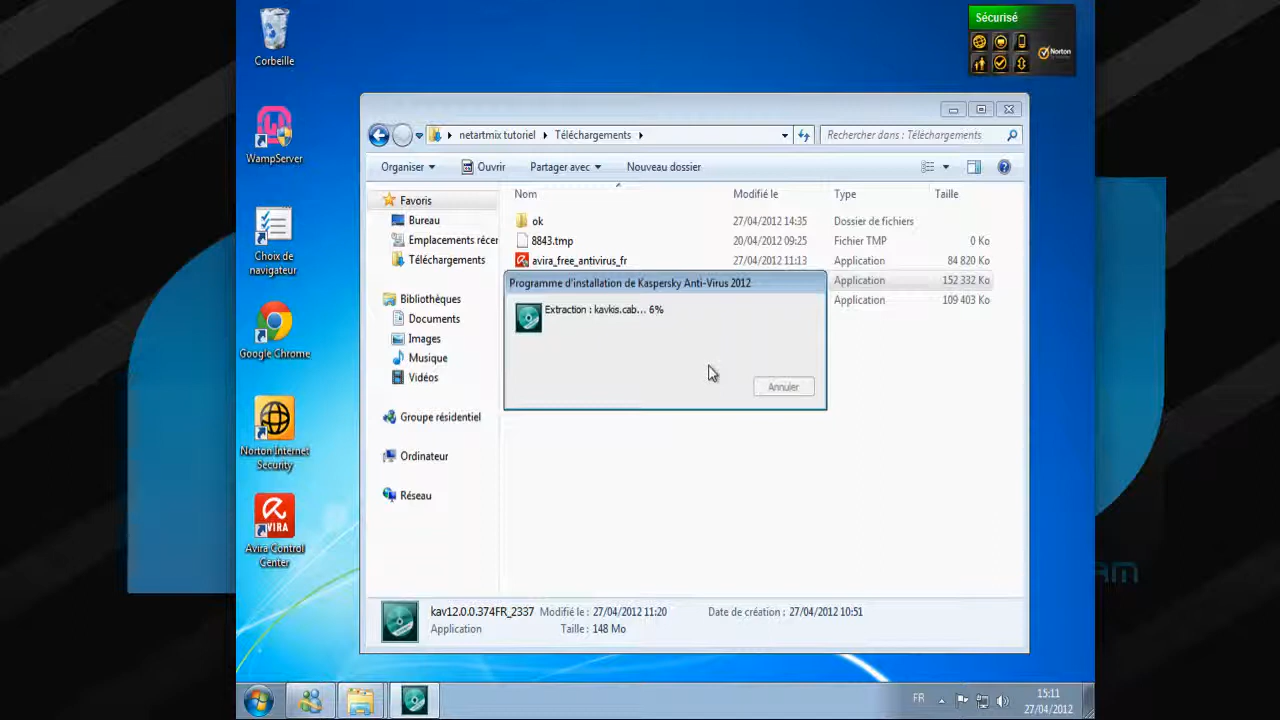 Corbeille
WampServer
Choix de
navigateur
Google Chrome
Norton Internet
Security
AVIRA
Avira Control
Center
Sécurisé
Norton
netartmix tutoriel
Téléchargements
Rechercher dans : Téléchargements
Organiser
Ouvrir
Partager avec
Nouveau dossier
Favoris
Bureau
Emplacements récer
Téléchargements
Bibliothèques
Documents
Images
Musique
Vidéos
Groupe résidentiel
Ordinateur
Réseau
Nom Modifié le Type Taille
ok 27/04/2012 14:35 Dossier de fichiers
8843.tmp 20/04/2012 09:25 Fichier TMP 0 Ko
avira_free_antivirus_fr 27/04/2012 11:13 Application 84 820 Ko
Application 152 332 Ko
Application 109 403 Ko
Programme d'installation de Kaspersky Anti-Virus 2012
Extraction : kavkis.cab... 6%
Annuler
kav12.0.0.374FR_2337 Modifié le : 27/04/2012 11:20 Date de création : 27/04/2012 10:51
Application Taille : 148 Mo
FR
15:11
27/04/2012